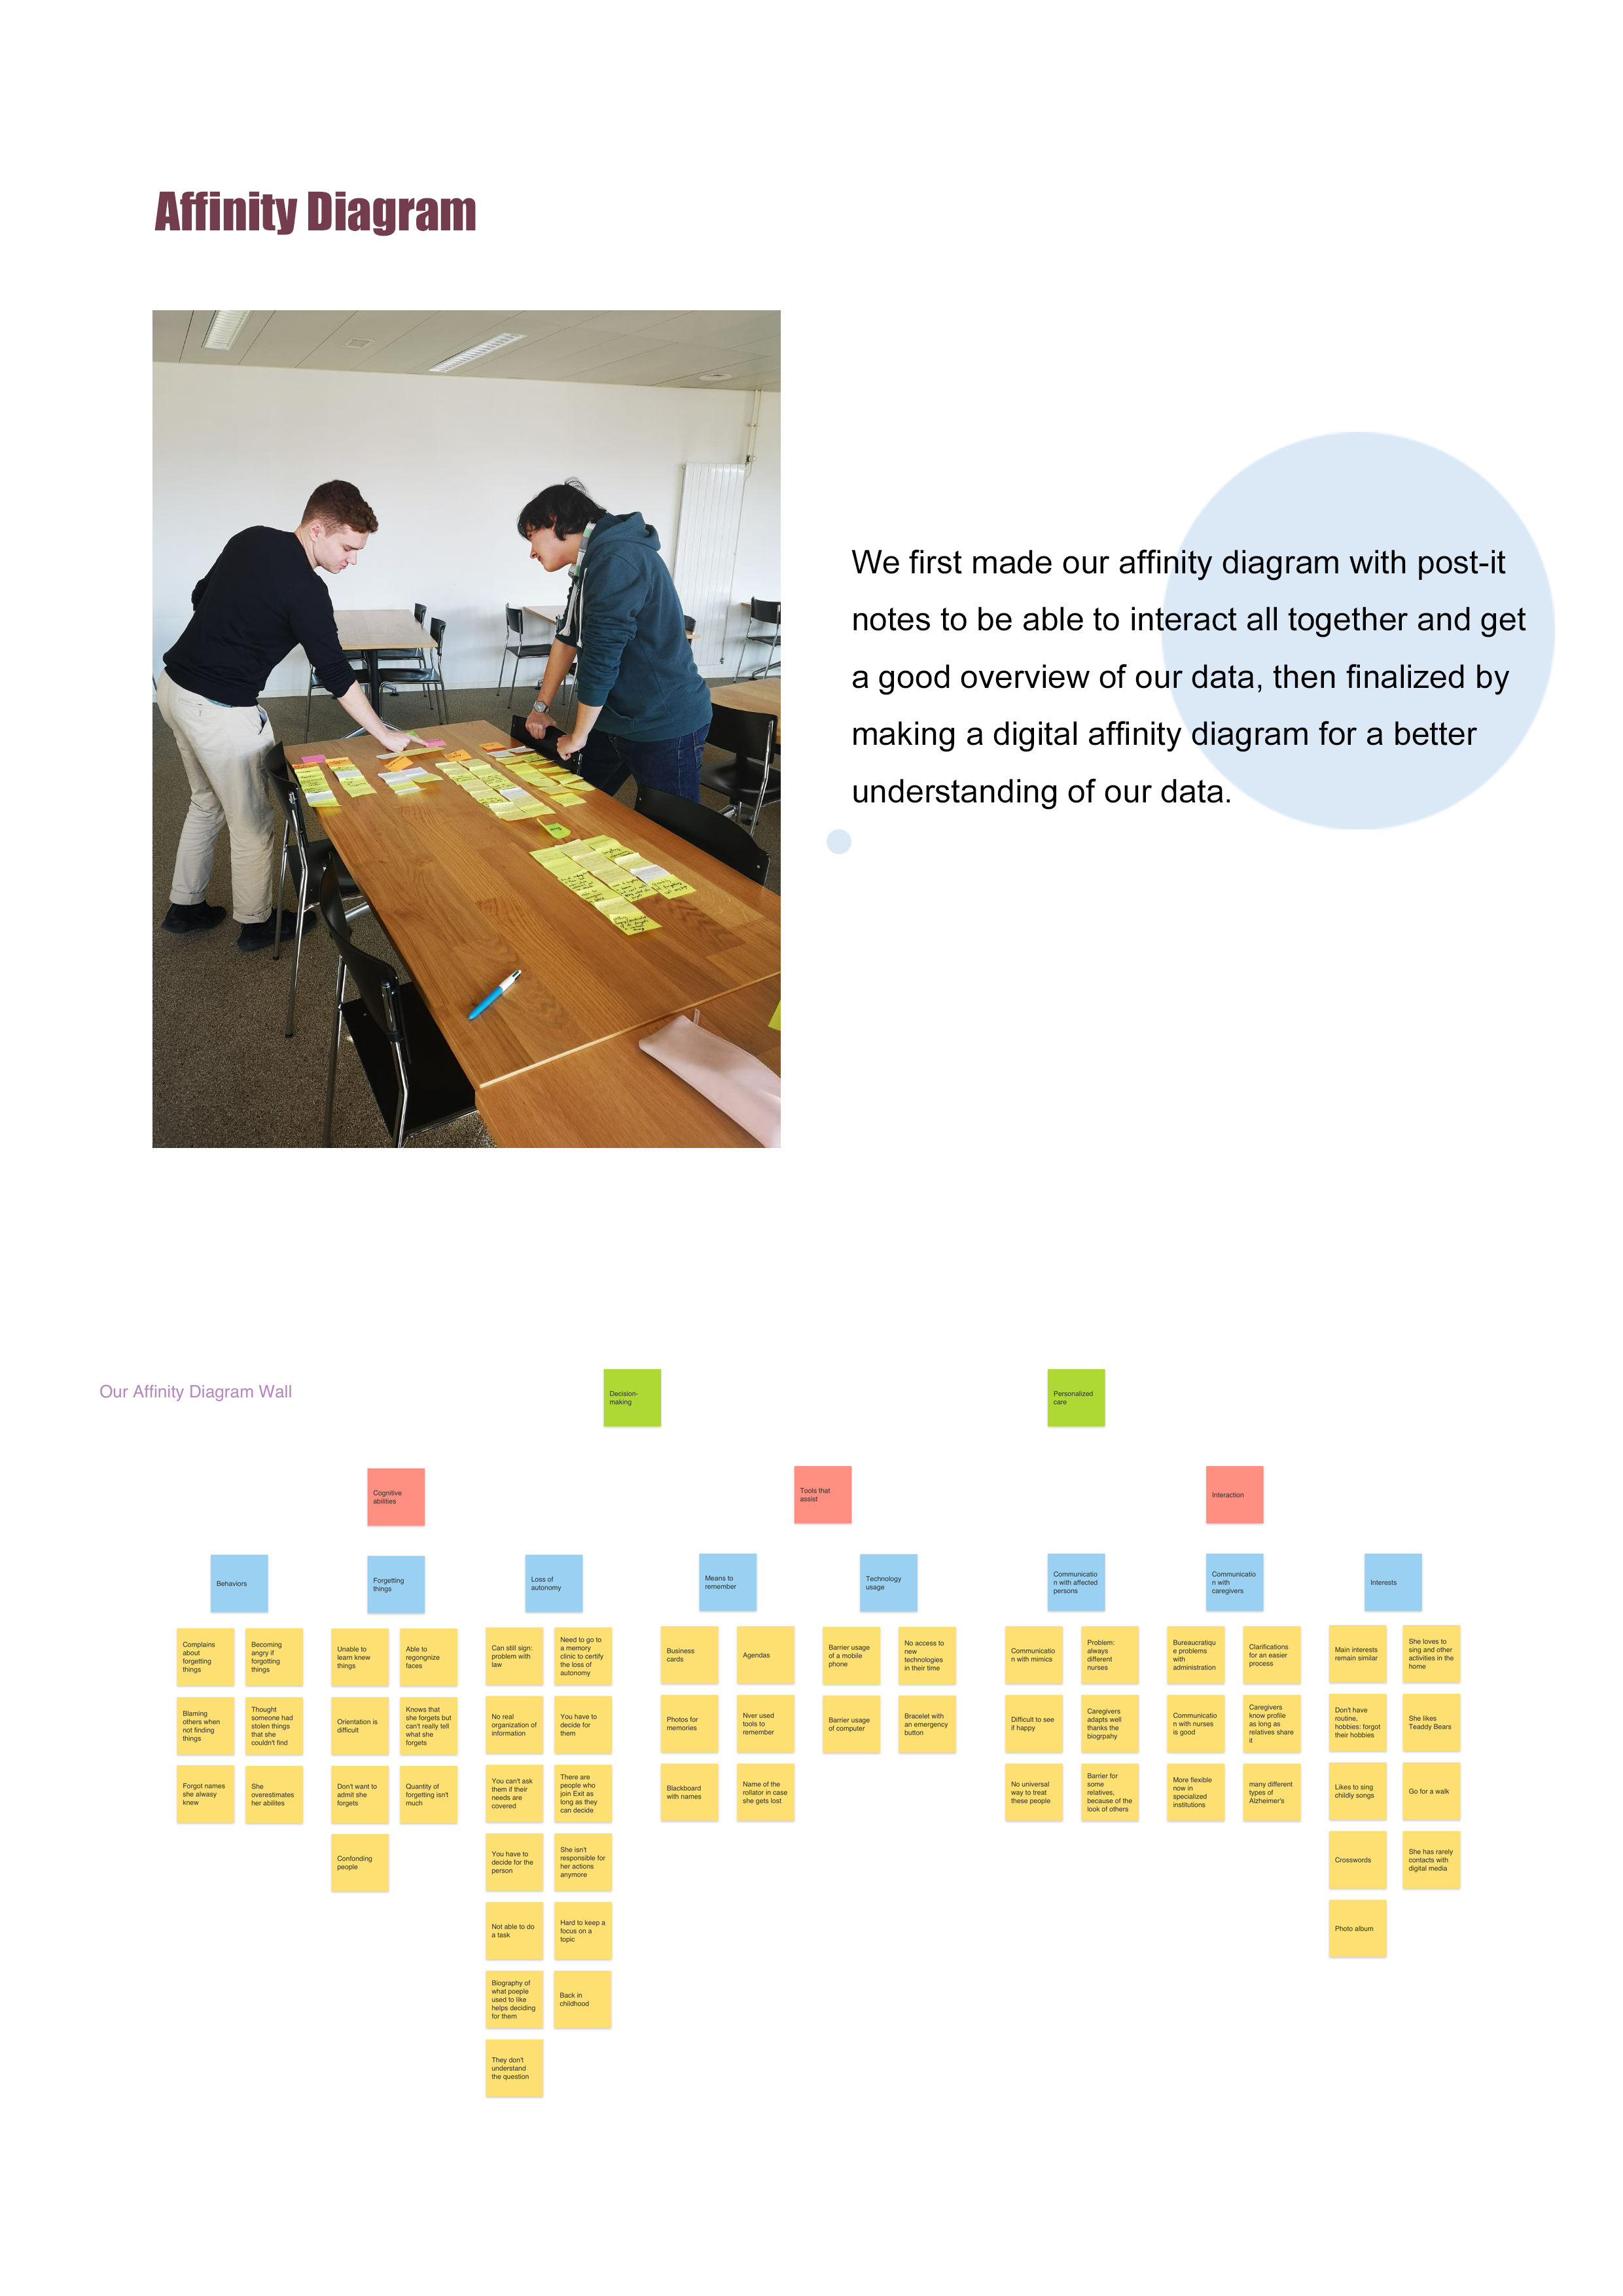 Affinity Diagram
We first made our affinity diagram with post-it
notes to be able to interact all together and get
a good overview of our data, then finalized by
making a digital affinity diagram for a better
understanding of our data.
Our Affinity Diagram Wall
Decision-
making
Personalized
care
Cognitive
abilities
Tools that
assist
Interaction
Behaviors
Forgetting
things
Loss of
autonomy
Means to
remember
Technology
usage
Communicatio
n with affected
persons
Communicatio
n with
caregivers
Interests
Complains
about
forgetting
things
Becoming
angry if
forgotting
things
Blaming
others when
not finding
things
Thought
someone had
stolen things
that she
couldn't find
Forgot names
she alwasy
knew
She
overestimates
her abilites
Unable to
learn knew
things
Able to
regongnize
faces
Orientation is
difficult
Knows that
she forgets but
can't really tell
what she
forgets
Don't want to
admit she
forgets
Quantity of
forgetting isn't
much
Confonding
people
Can still sign:
problem with
law
Need to go to
a memory
clinic to certify
the loss of
autonomy
No real
organization of
information
You have to
decide for
them
You can't ask
them if their
needs are
covered
There are
people who
join Exit as
long as they
can decide
You have to
decide for the
person
She isn't
responsible for
her actions
anymore
Not able to do
a task
Hard to keep a
focus on a
topic
Biography of
what poeple
used to like
helps deciding
for them
Back in
childhood
They don't
understand
the question
Business
cards
Agendas
Photos for
memories
Nver used
tools to
remember
Blackboard
with names
Name of the
rollator in case
she gets lost
Barrier usage
of a mobile
phone
No access to
new
technologies
in their time
Barrier usage
of computer
Bracelet with
an emergency
button
Communicatio
n with mimics
Problem:
always
different
nurses
Difficult to see
if happy
Caregivers
adapts well
thanks the
biogrpahy
No universal
way to treat
these people
Barrier for
some
relatives,
because of the
look of others
Bureaucratiqu
e problems
with
administration
Clarifications
for an easier
process
Communicatio
n with nurses
is good
Caregivers
know profile
as long as
relatives share
it
More flexible
now in
specialized
institutions
many different
types of
Alzheimer's
Main interests
remain similar
She loves to
sing and other
activities in the
home
Don't have
routine,
hobbies: forgot
their hobbies
She likes
Teaddy Bears
Likes to sing
childly songs
Go for a walk
Crosswords
She has rarely
contacts with
digital media
Photo album